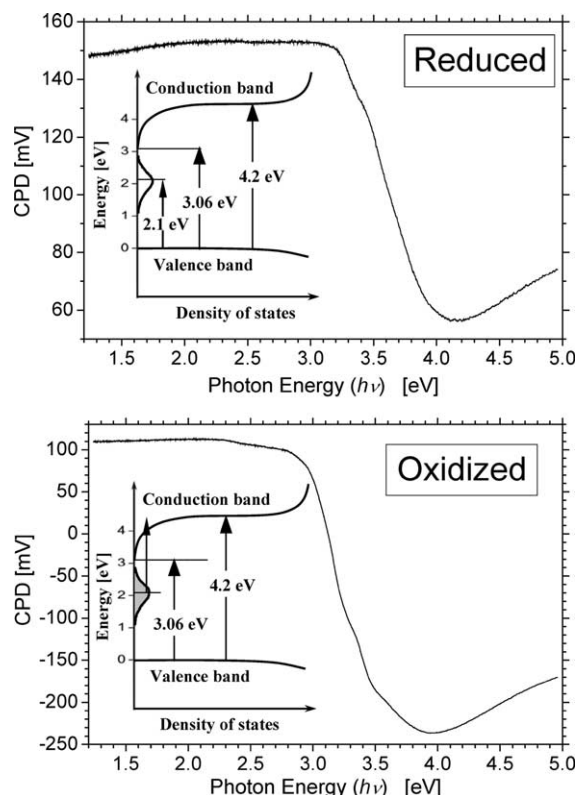 Reduced
CPD [mV]
160
140
120
100
80
60
1.5 2.0 2.5 3.0 3.5 4.0 4.5 5.0
Photon Energy (hν) [eV]
Conduction band
Energy [eV]
4
3
2
1
0
4.2 eV
3.06 eV
2.1 eV
Valence band
Density of states
Oxidized
CPD [mV]
100
50
0
-50
-100
-150
-200
-250
1.5 2.0 2.5 3.0 3.5 4.0 4.5 5.0
Photon Energy (hν) [eV]
Conduction band
Energy [eV]
4
3
2
1
0
4.2 eV
3.06 eV
Valence band
Density of states